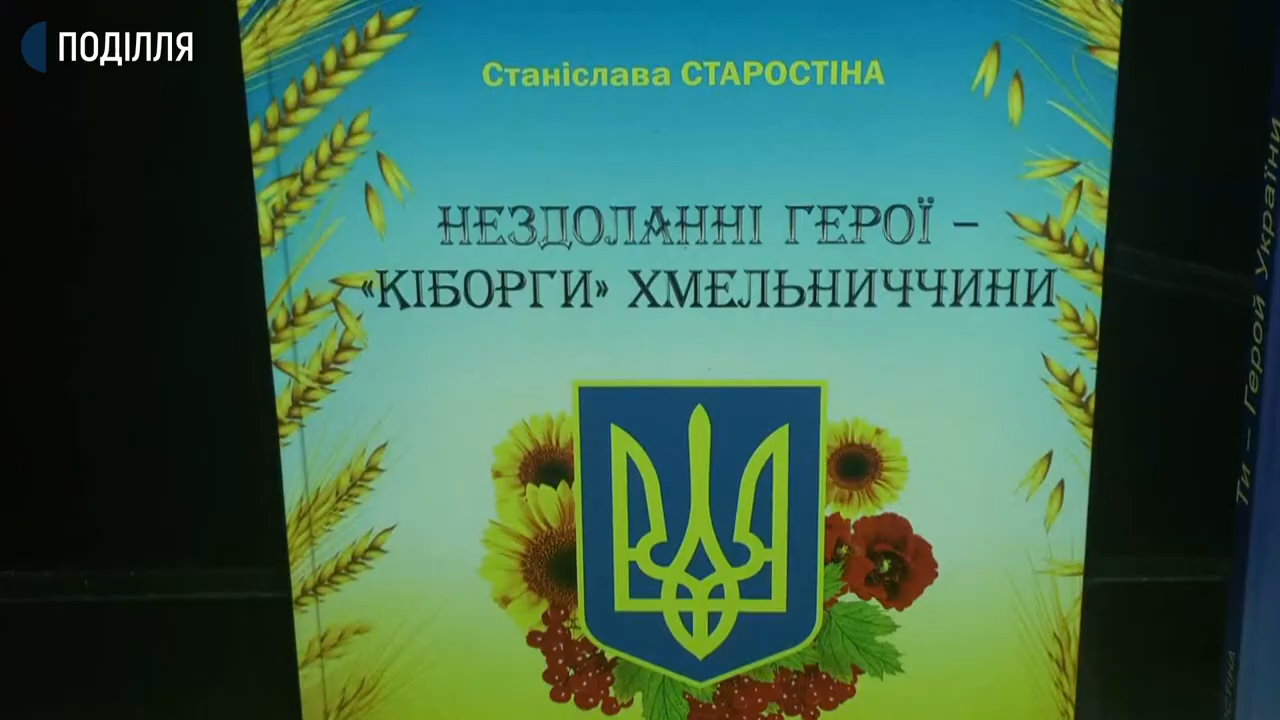 ПОДІЛЛЯ
Станіслава СТАРОСТІНА
НЕЗДОЛАННІ ГЕРОЇ –
«КІБОРГИ» ХМЕЛЬНИЧЧИНИ
Ти – Герой України